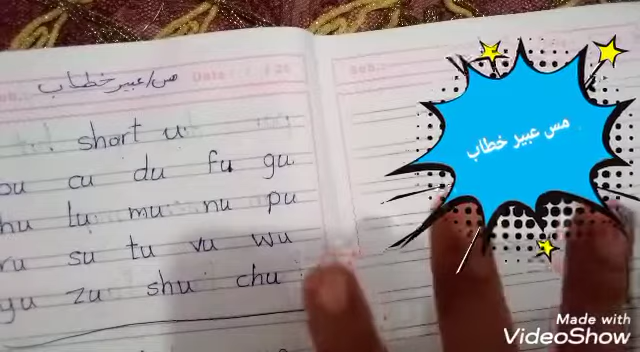 مس/عبير خطاب
Date
short u
cu du fu gu
hu lu mu nu pu
ru su tu vu wu
yu zu shu chu
مس عبير خطاب
Made with
VideoShow